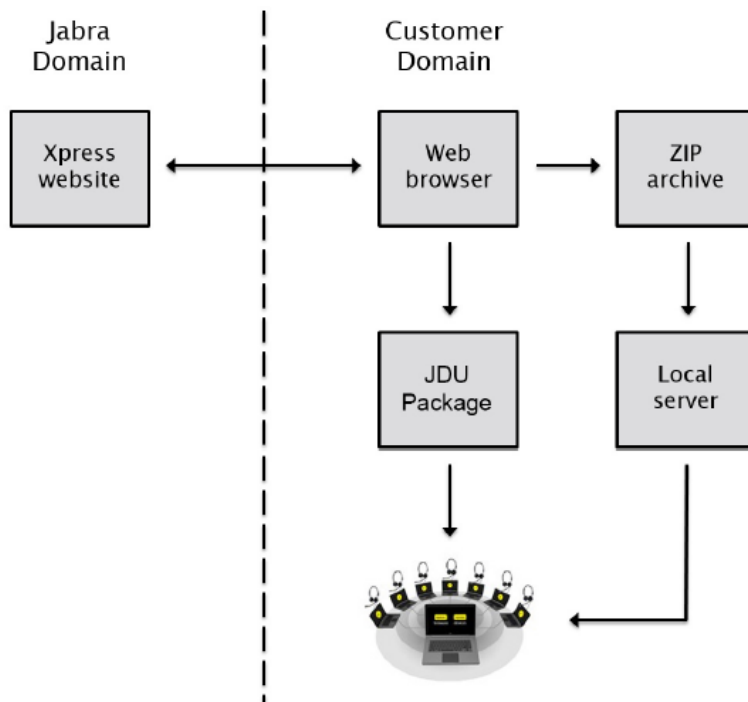 Jabra
Domain
Customer
Domain
Xpress
website
Web
browser
ZIP
archive
JDU
Package
Local
server